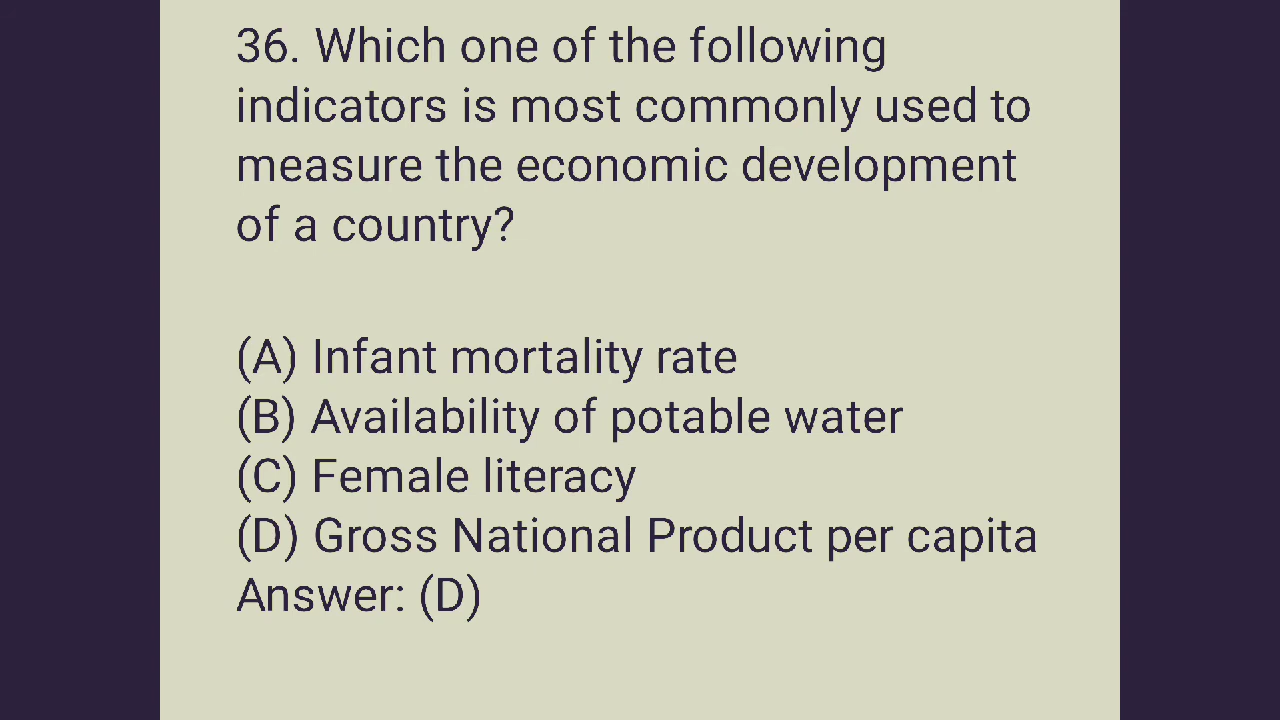 36. Which one of the following
indicators is most commonly used to
measure the economic development
of a country?
(A) Infant mortality rate
(B) Availability of potable water
(C) Female literacy
(D) Gross National Product per capita
Answer: (D)